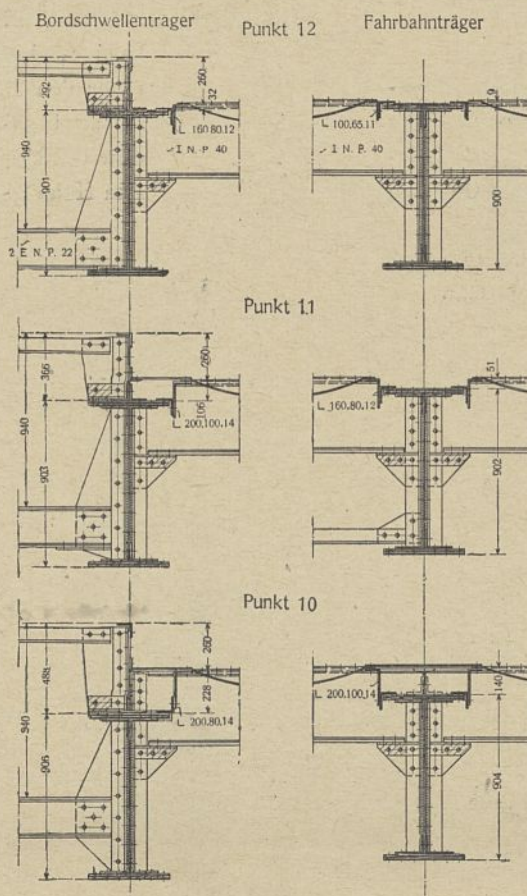 Bordschwellenträger
Punkt 12
Fahrbahnträger
292
940
901
260
32
L 160.80.12
I N. P. 40
2 E N. P. 22
9
L 100.65.11
I N. P. 40
900
Punkt 11
366
940
903
260
106
L 200.100.14
51
L 160.80.12
902
Punkt 10
488
940
906
260
228
L 200.80.14
140
L 200.100.14
904